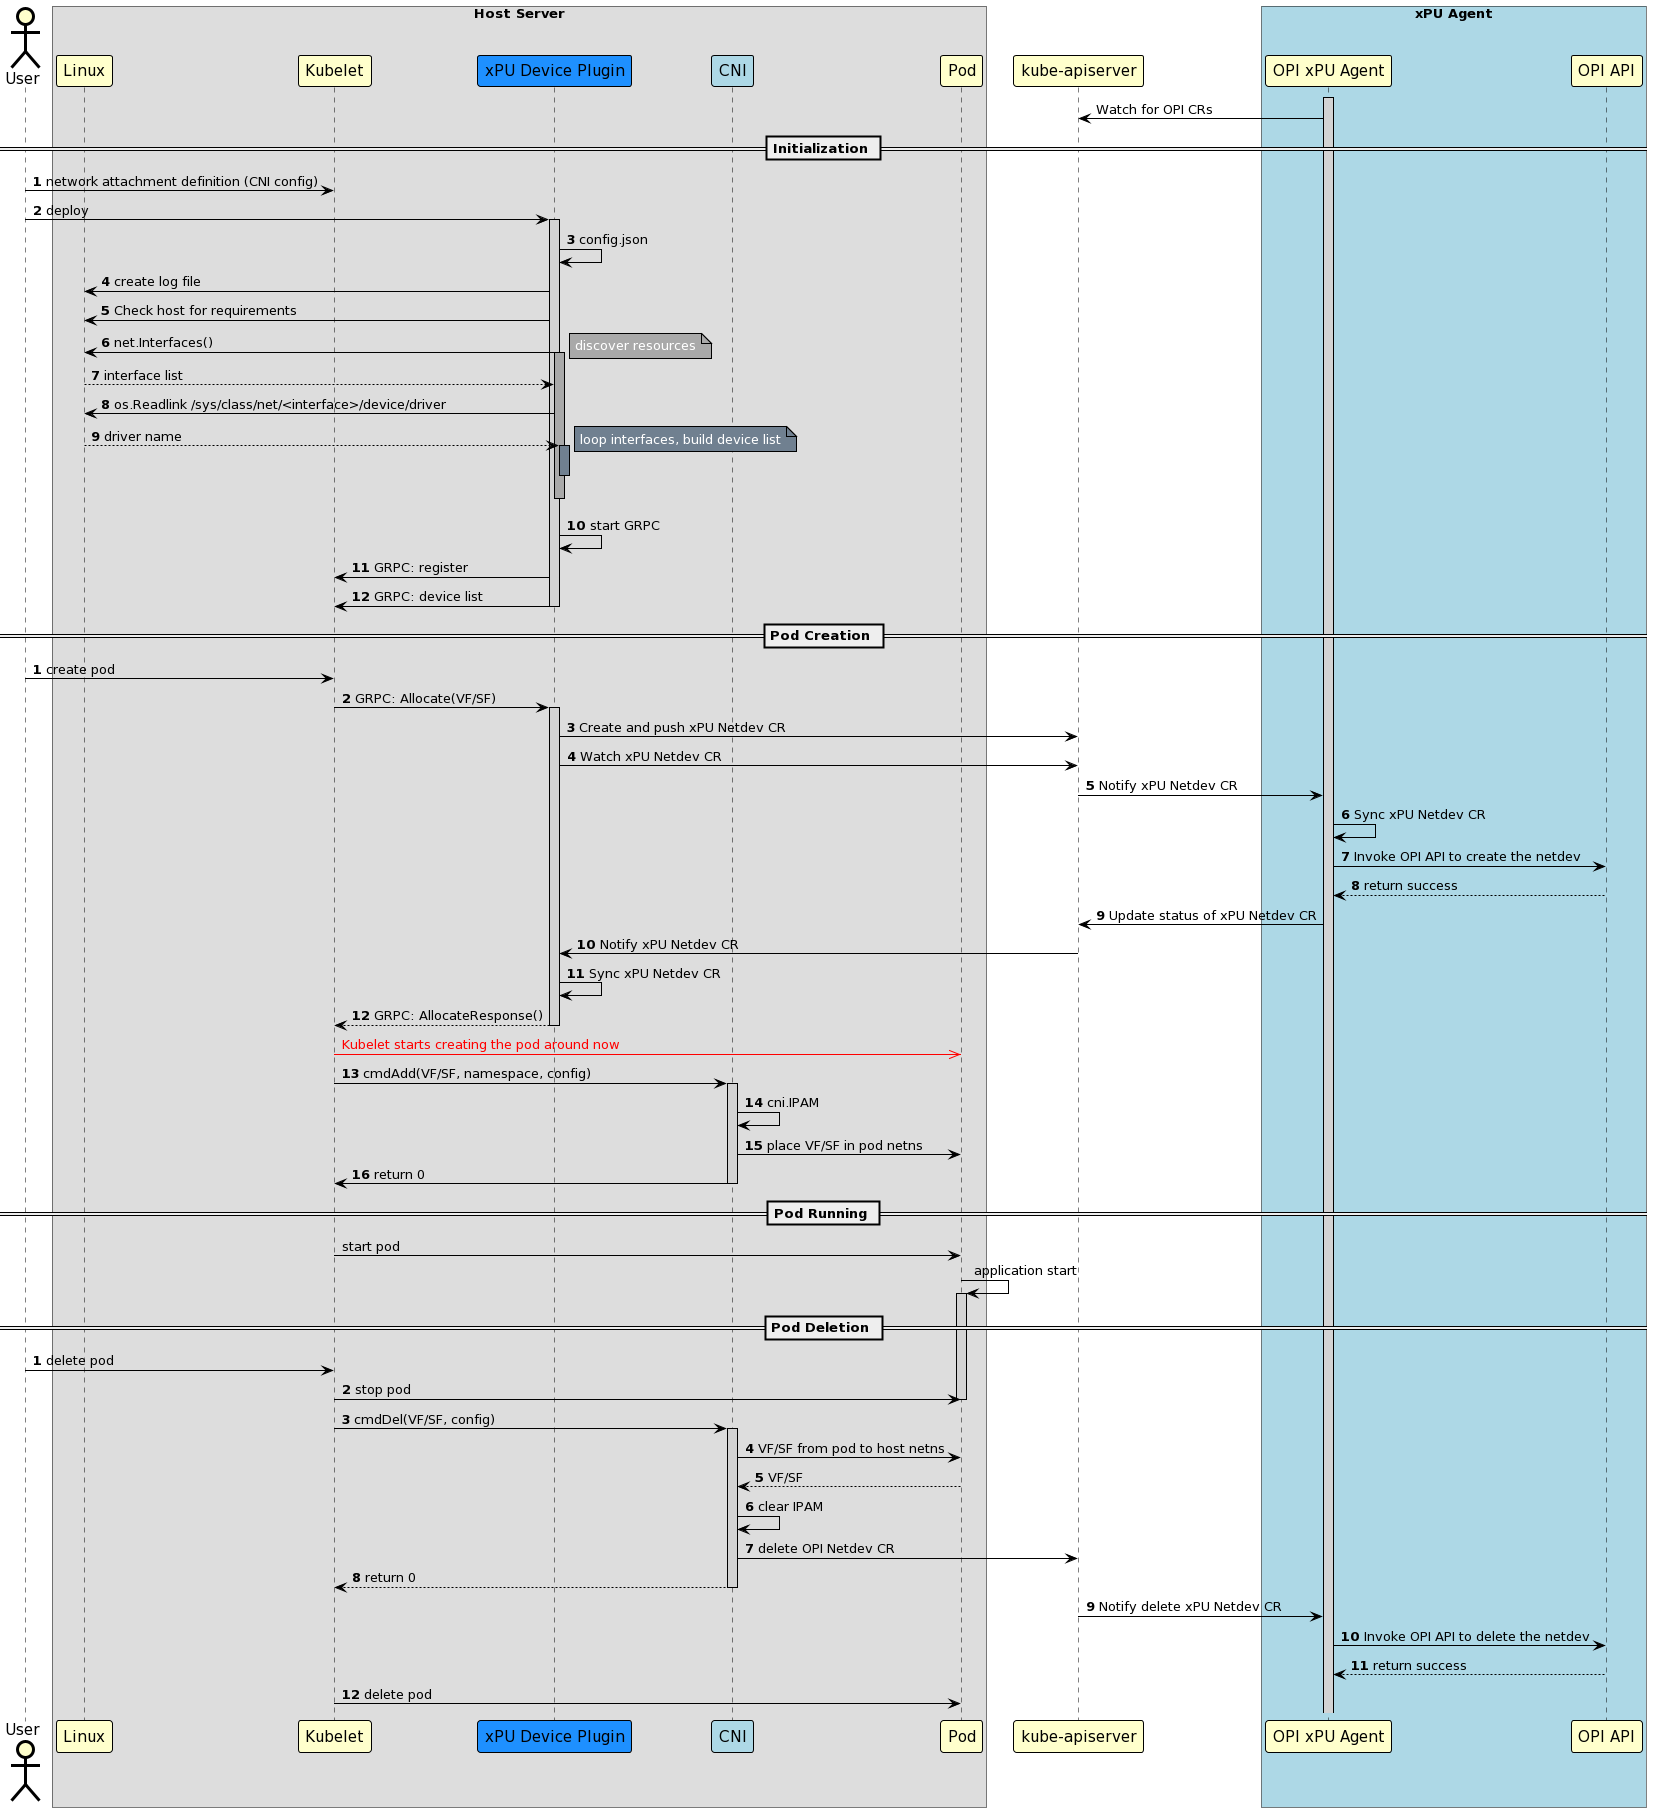 Host Server
xPU Agent
User
Linux
Kubelet
xPU Device Plugin
CNI
Pod
kube-apiserver
OPI xPU Agent
OPI API
Watch for OPI CRs
Initialization
1 network attachment definition (CNI config)
2 deploy
3 config.json
4 create log file
5 Check host for requirements
6 net.Interfaces()
discover resources
7 interface list
8 os.Readlink /sys/class/net/<interface>/device/driver
9 driver name
loop interfaces, build device list
10 start GRPC
11 GRPC: register
12 GRPC: device list
Pod Creation
1 create pod
2 GRPC: Allocate(VF/SF)
3 Create and push xPU Netdev CR
4 Watch xPU Netdev CR
5 Notify xPU Netdev CR
6 Sync xPU Netdev CR
7 Invoke OPI API to create the netdev
8 return success
9 Update status of xPU Netdev CR
10 Notify xPU Netdev CR
11 Sync xPU Netdev CR
12 GRPC: AllocateResponse()
Kubelet starts creating the pod around now
13 cmdAdd(VF/SF, namespace, config)
14 cni.IPAM
15 place VF/SF in pod netns
16 return 0
Pod Running
start pod
application start
Pod Deletion
1 delete pod
2 stop pod
3 cmdDel(VF/SF, config)
4 VF/SF from pod to host netns
5 VF/SF
6 clear IPAM
7 delete OPI Netdev CR
8 return 0
9 Notify delete xPU Netdev CR
10 Invoke OPI API to delete the netdev
11 return success
12 delete pod
User
Linux
Kubelet
xPU Device Plugin
CNI
Pod
kube-apiserver
OPI xPU Agent
OPI API